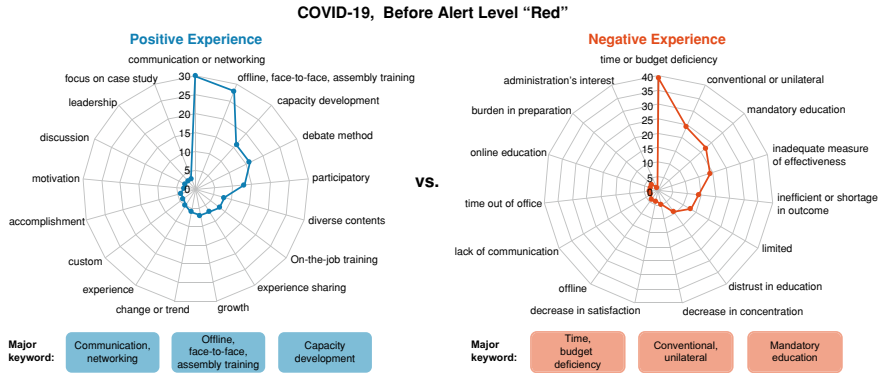 COVID-19, Before Alert Level “Red”
Positive Experience
communication or networking
offline, face-to-face, assembly training
capacity development
debate method
participatory
diverse contents
On-the-job training
experience sharing
growth
change or trend
experience
custom
accomplishment
motivation
discussion
leadership
focus on case study
30
25
20
15
10
5
0
vs.
Negative Experience
time or budget deficiency
conventional or unilateral
mandatory education
inadequate measure
of effectiveness
inefficient or shortage
in outcome
limited
distrust in education
decrease in concentration
decrease in satisfaction
offline
lack of communication
time out of office
online education
burden in preparation
administration’s interest
40
35
30
25
20
15
10
5
0
Major
keyword:
Communication,
networking
Offline,
face-to-face,
assembly training
Capacity
development
Major
keyword:
Time,
budget
deficiency
Conventional,
unilateral
Mandatory
education